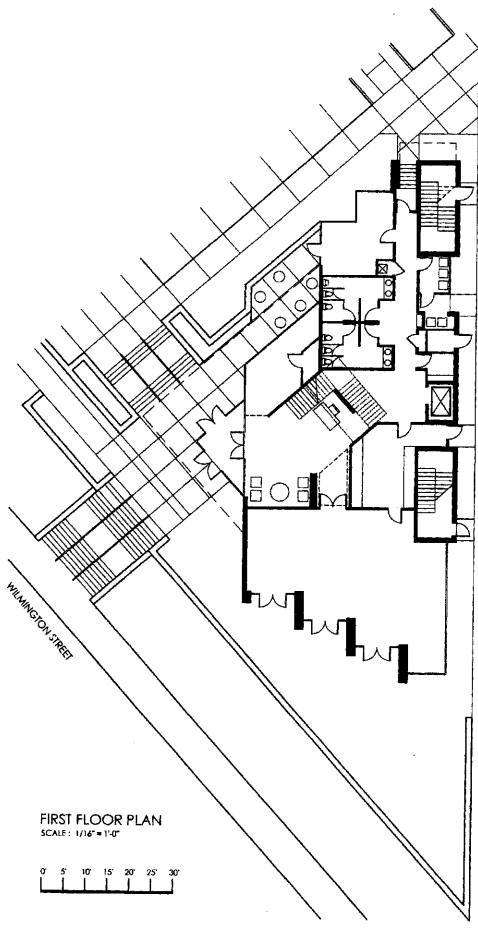 WILMINGTON STREET
FIRST FLOOR PLAN
SCALE: 1/16" = 1'-0"
0' 5' 10' 15' 20' 25' 30'